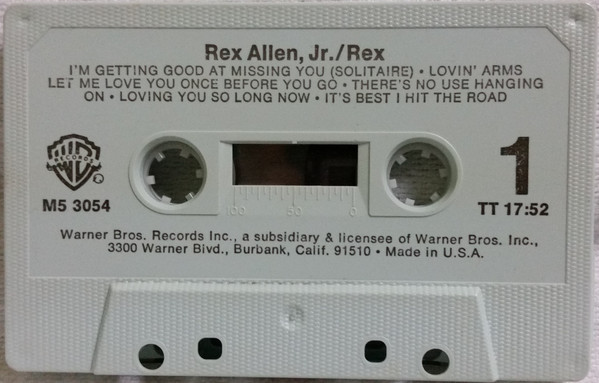 Rex Allen, Jr./Rex
I'M GETTING GOOD AT MISSING YOU (SOLITAIRE) • LOVIN' ARMS
LET ME LOVE YOU ONCE BEFORE YOU GO • THERE'S NO USE HANGING
ON • LOVING YOU SO LONG NOW • IT'S BEST I HIT THE ROAD
WB
RECORDS
1
100 50 0
M5 3054
TT 17:52
Warner Bros. Records Inc., a subsidiary & licensee of Warner Bros. Inc.,
3300 Warner Blvd., Burbank, Calif. 91510 • Made in U.S.A.